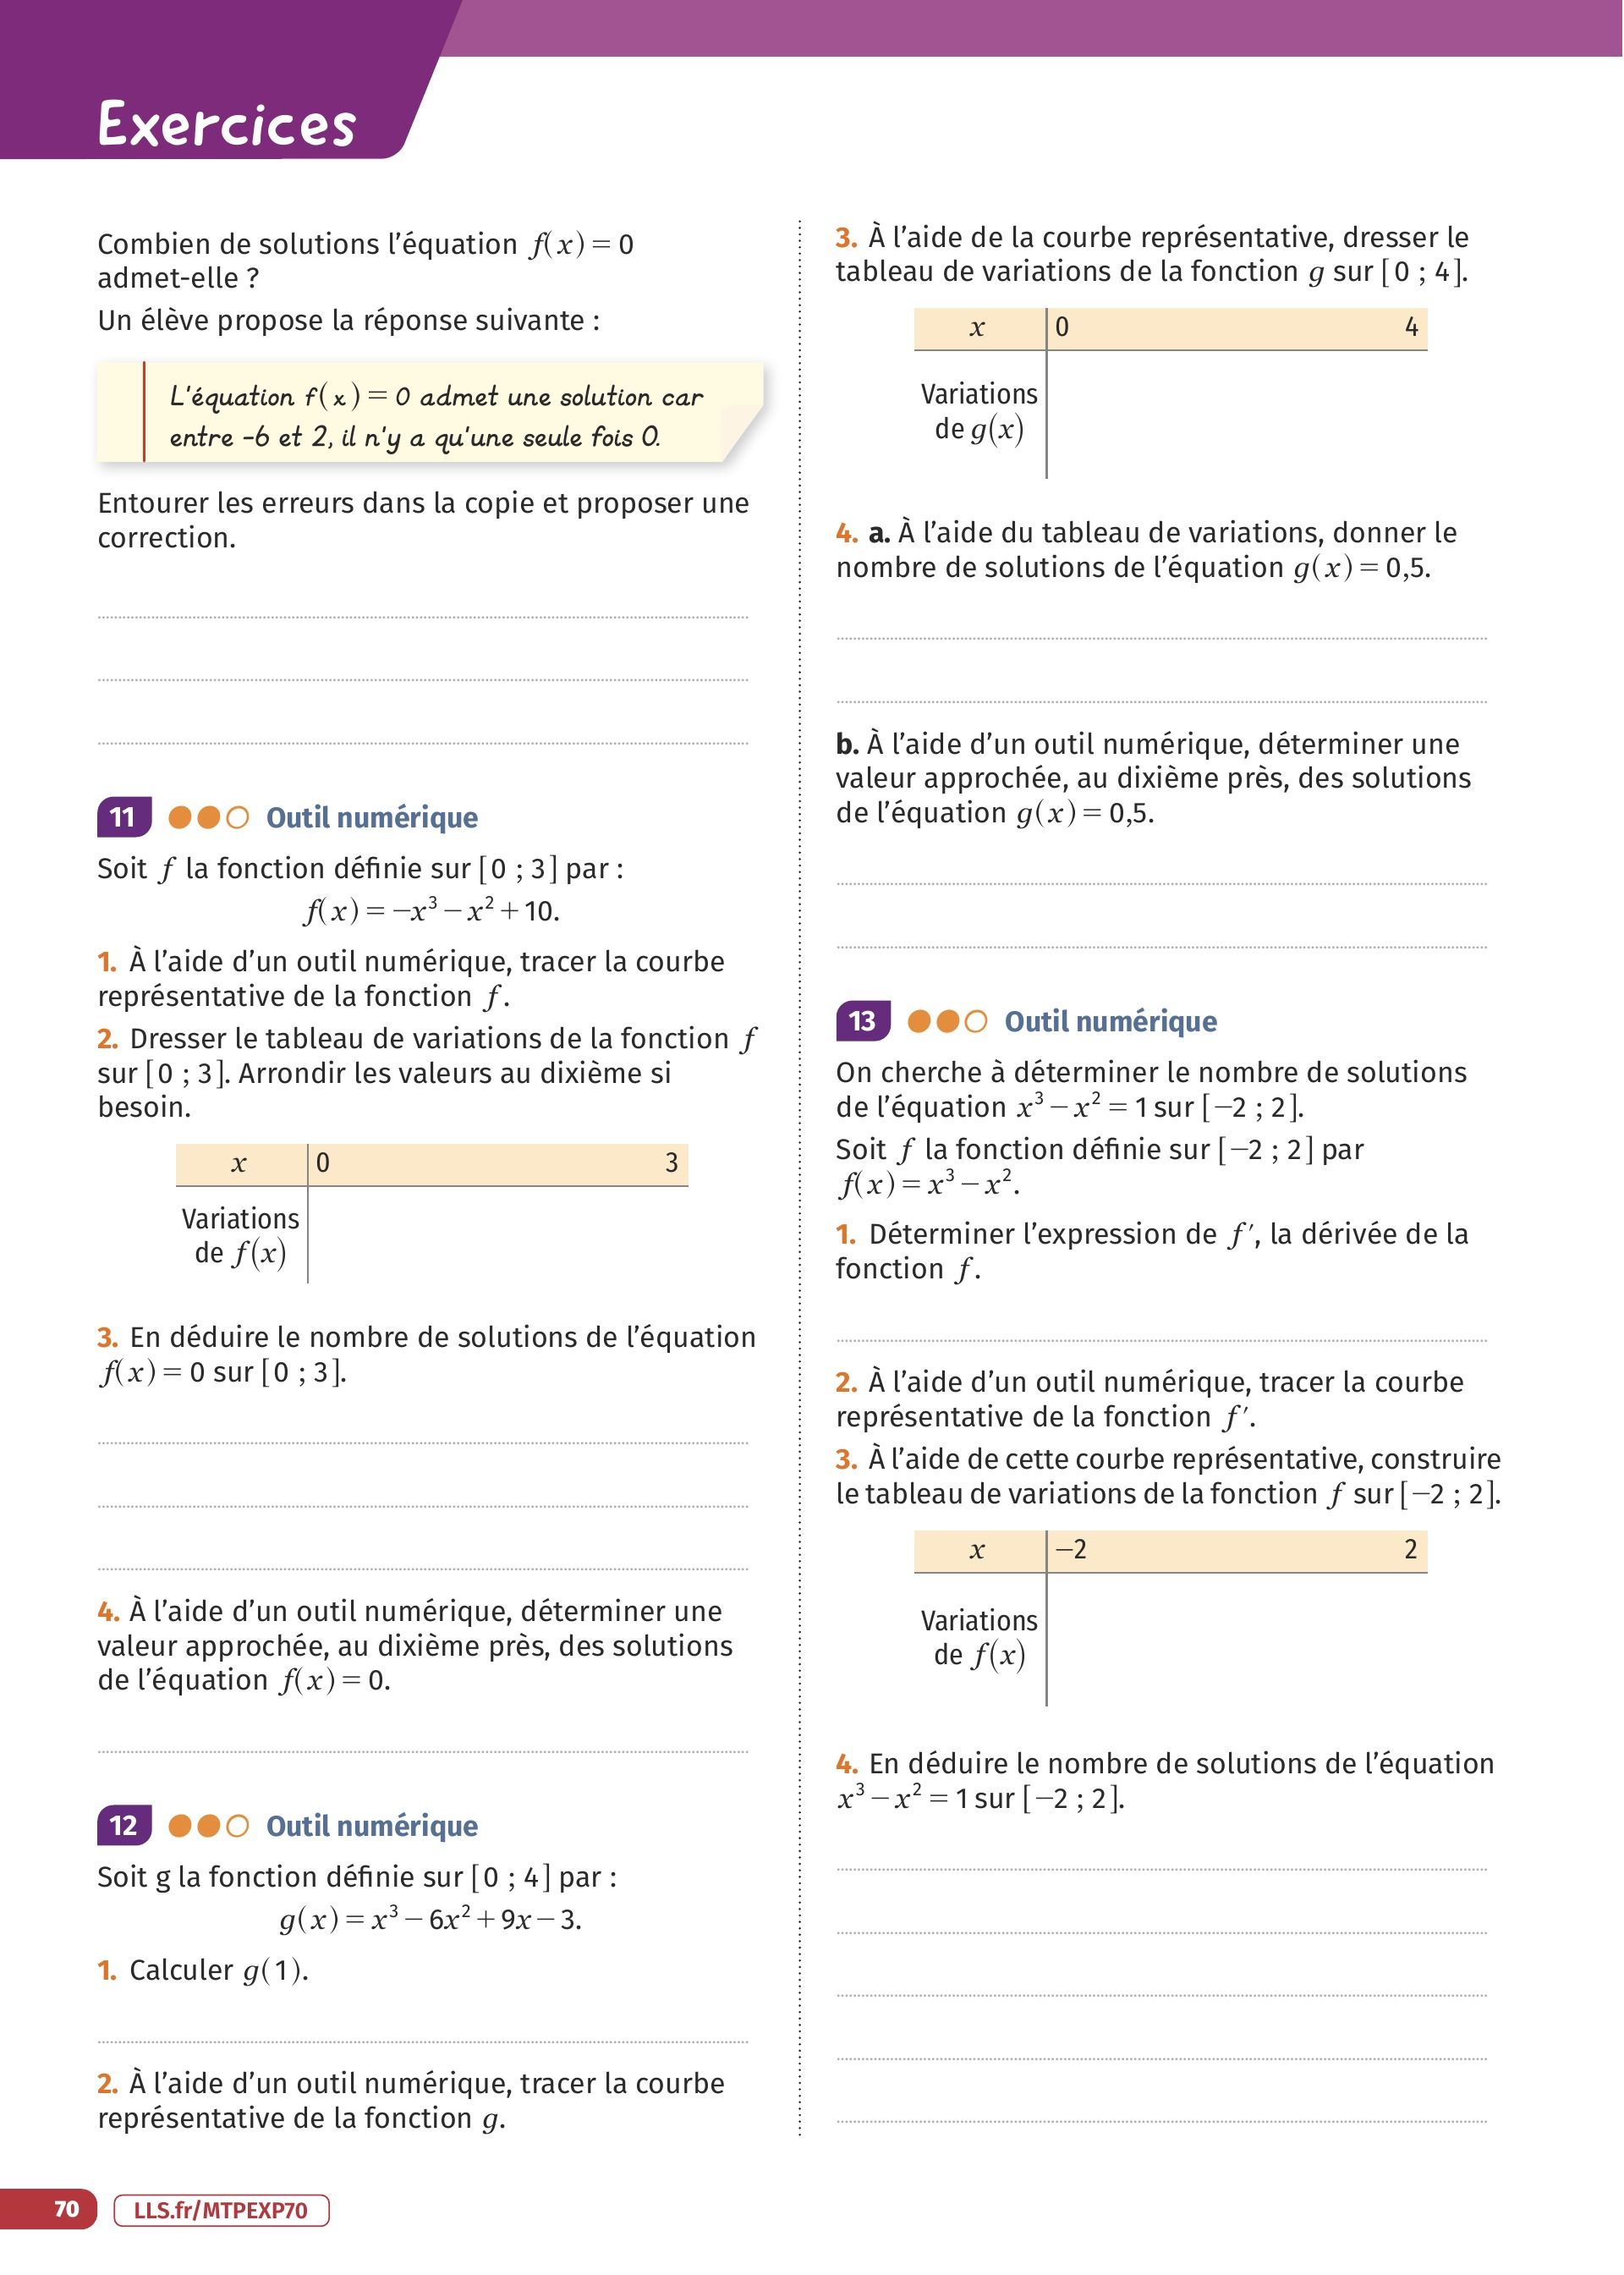 Exercices
Combien de solutions l’équation f(x) = 0
admet-elle ?
Un élève propose la réponse suivante :
L'équation f(x) = 0 admet une solution car
entre -6 et 2, il n'y a qu'une seule fois 0.
Entourer les erreurs dans la copie et proposer une
correction.
11 Outil numérique
Soit f la fonction définie sur [0 ; 3] par :
f(x) = −x³ − x² + 10.
1. À l’aide d’un outil numérique, tracer la courbe
représentative de la fonction f.
2. Dresser le tableau de variations de la fonction f
sur [0 ; 3]. Arrondir les valeurs au dixième si
besoin.
x 0 3
Variations
de f(x)
3. En déduire le nombre de solutions de l’équation
f(x) = 0 sur [0 ; 3].
4. À l’aide d’un outil numérique, déterminer une
valeur approchée, au dixième près, des solutions
de l’équation f(x) = 0.
12 Outil numérique
Soit g la fonction définie sur [0 ; 4] par :
g(x) = x³ − 6x² + 9x − 3.
1. Calculer g(1).
2. À l’aide d’un outil numérique, tracer la courbe
représentative de la fonction g.
3. À l’aide de la courbe représentative, dresser le
tableau de variations de la fonction g sur [0 ; 4].
x 0 4
Variations
de g(x)
4. a. À l’aide du tableau de variations, donner le
nombre de solutions de l’équation g(x) = 0,5.
b. À l’aide d’un outil numérique, déterminer une
valeur approchée, au dixième près, des solutions
de l’équation g(x) = 0,5.
13 Outil numérique
On cherche à déterminer le nombre de solutions
de l’équation x³ − x² = 1 sur [−2 ; 2].
Soit f la fonction définie sur [−2 ; 2] par
f(x) = x³ − x².
1. Déterminer l’expression de f′, la dérivée de la
fonction f.
2. À l’aide d’un outil numérique, tracer la courbe
représentative de la fonction f′.
3. À l’aide de cette courbe représentative, construire
le tableau de variations de la fonction f sur [−2 ; 2].
x −2 2
Variations
de f(x)
4. En déduire le nombre de solutions de l’équation
x³ − x² = 1 sur [−2 ; 2].
70 LLS.fr/MTPEXP70